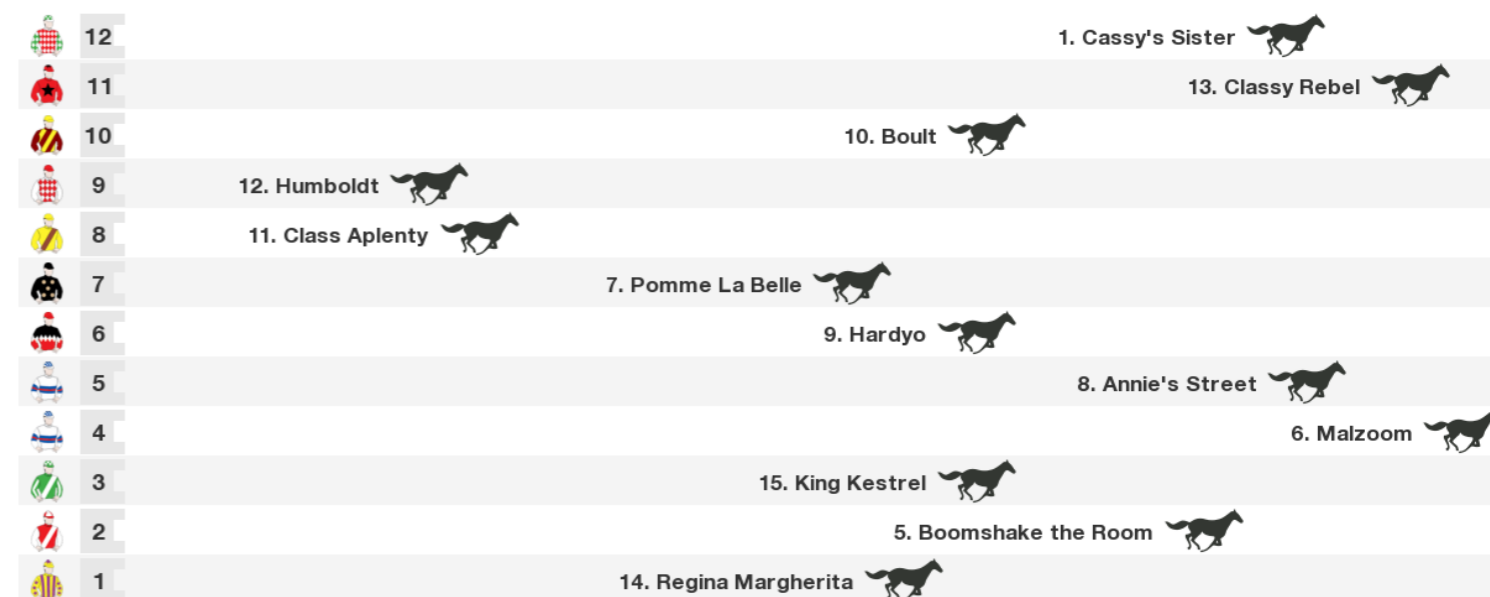 12 1. Cassy's Sister
11 13. Classy Rebel
10 10. Boult
9 12. Humboldt
8 11. Class Aplenty
7 7. Pomme La Belle
6 9. Hardyo
5 8. Annie's Street
4 6. Malzoom
3 15. King Kestrel
2 5. Boomshake the Room
1 14. Regina Margherita